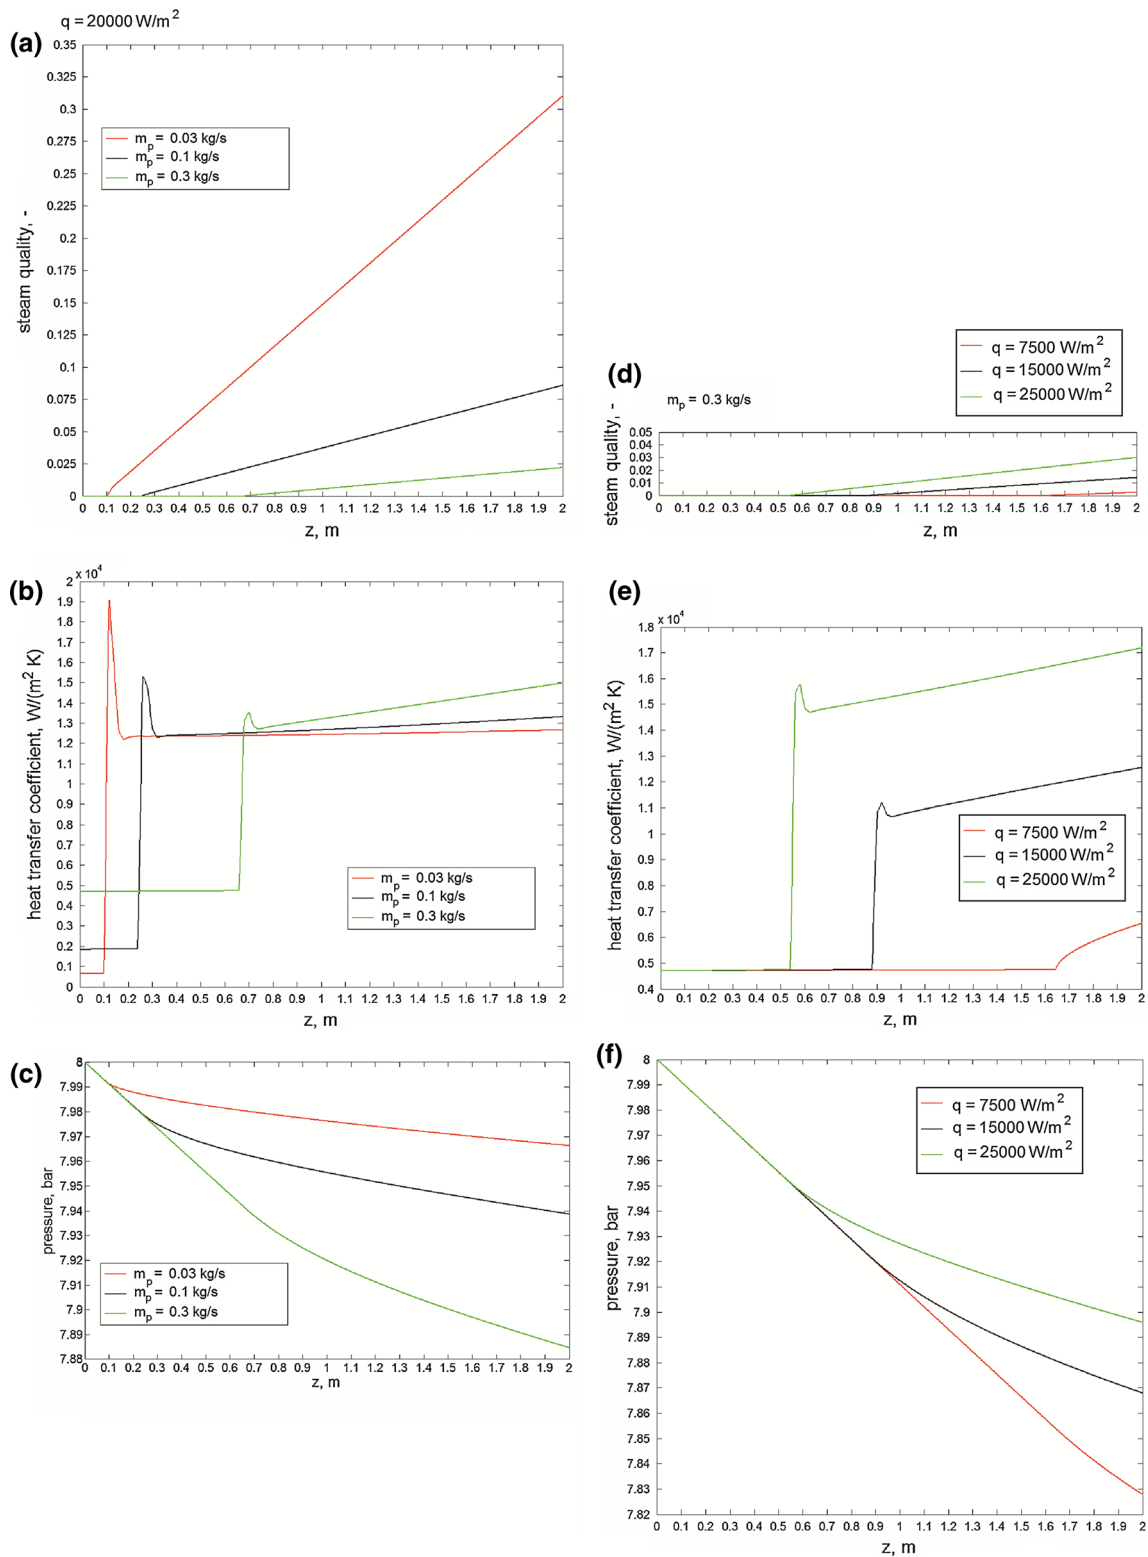 q = 20000 W/m2
(a)
0.35
0.325
0.3
0.275
0.25
0.225
0.2
0.175
0.15
0.125
0.1
0.075
0.05
0.025
0
steam quality, -
mp = 0.03 kg/s
mp = 0.1 kg/s
mp = 0.3 kg/s
0 0.1 0.2 0.3 0.4 0.5 0.6 0.7 0.8 0.9 1 1.1 1.2 1.3 1.4 1.5 1.6 1.7 1.8 1.9 2
z, m
(d)
mp = 0.3 kg/s
q = 7500 W/m2
q = 15000 W/m2
q = 25000 W/m2
steam quality, -
0.05
0.04
0.03
0.02
0.01
0
0 0.1 0.2 0.3 0.4 0.5 0.6 0.7 0.8 0.9 1 1.1 1.2 1.3 1.4 1.5 1.6 1.7 1.8 1.9 2
z, m
(b)
x 104
2
1.9
1.8
1.7
1.6
1.5
1.4
1.3
1.2
1.1
1
0.9
0.8
0.7
0.6
0.5
0.4
0.3
0.2
0.1
0
heat transfer coefficient, W/(m2 K)
mp = 0.03 kg/s
mp = 0.1 kg/s
mp = 0.3 kg/s
0 0.1 0.2 0.3 0.4 0.5 0.6 0.7 0.8 0.9 1 1.1 1.2 1.3 1.4 1.5 1.6 1.7 1.8 1.9 2
z, m
(e)
x 104
1.8
1.7
1.6
1.5
1.4
1.3
1.2
1.1
1
0.9
0.8
0.7
0.6
0.5
0.4
heat transfer coefficient, W/(m2 K)
q = 7500 W/m2
q = 15000 W/m2
q = 25000 W/m2
0 0.1 0.2 0.3 0.4 0.5 0.6 0.7 0.8 0.9 1 1.1 1.2 1.3 1.4 1.5 1.6 1.7 1.8 1.9 2
z, m
(c)
8
7.99
7.98
7.97
7.96
7.95
7.94
7.93
7.92
7.91
7.9
7.89
7.88
pressure, bar
mp = 0.03 kg/s
mp = 0.1 kg/s
mp = 0.3 kg/s
0 0.1 0.2 0.3 0.4 0.5 0.6 0.7 0.8 0.9 1 1.1 1.2 1.3 1.4 1.5 1.6 1.7 1.8 1.9 2
z, m
(f)
8
7.99
7.98
7.97
7.96
7.95
7.94
7.93
7.92
7.91
7.9
7.89
7.88
7.87
7.86
7.85
7.84
7.83
7.82
pressure, bar
q = 7500 W/m2
q = 15000 W/m2
q = 25000 W/m2
0 0.1 0.2 0.3 0.4 0.5 0.6 0.7 0.8 0.9 1 1.1 1.2 1.3 1.4 1.5 1.6 1.7 1.8 1.9 2
z, m